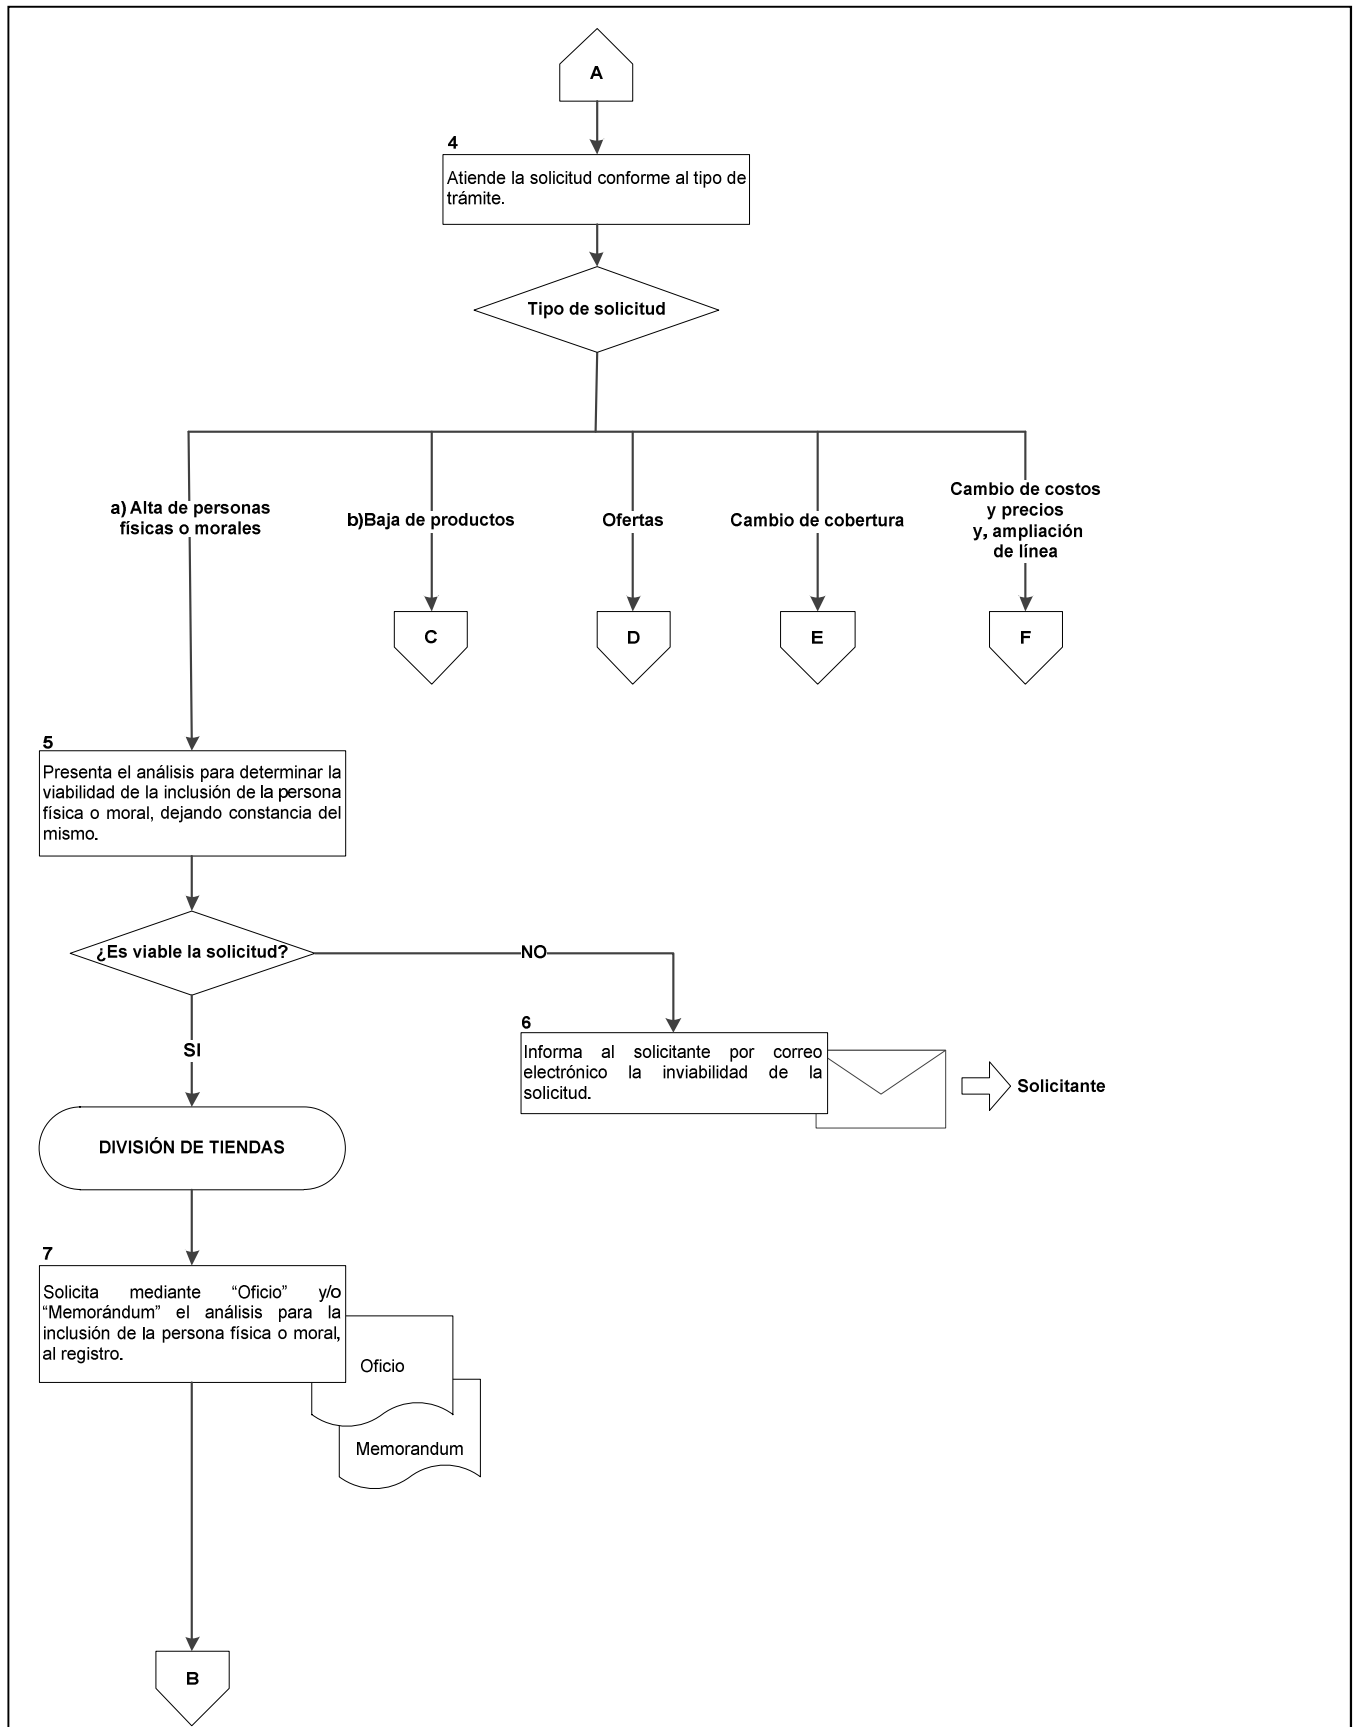 A
4
Atiende la solicitud conforme al tipo de
trámite.
Tipo de solicitud
a) Alta de personas
físicas o morales
b)Baja de productos
Ofertas
Cambio de cobertura
Cambio de costos
y precios
y, ampliación
de línea
C
D
E
F
5
Presenta el análisis para determinar la
viabilidad de la inclusión de la persona
física o moral, dejando constancia del
mismo.
¿Es viable la solicitud?
NO
SI
6
Informa al solicitante por correo
electrónico la inviabilidad de la
solicitud.
Solicitante
DIVISIÓN DE TIENDAS
7
Solicita mediante “Oficio” y/o
“Memorándum” el análisis para la
inclusión de la persona física o moral,
al registro.
Oficio
Memorandum
B